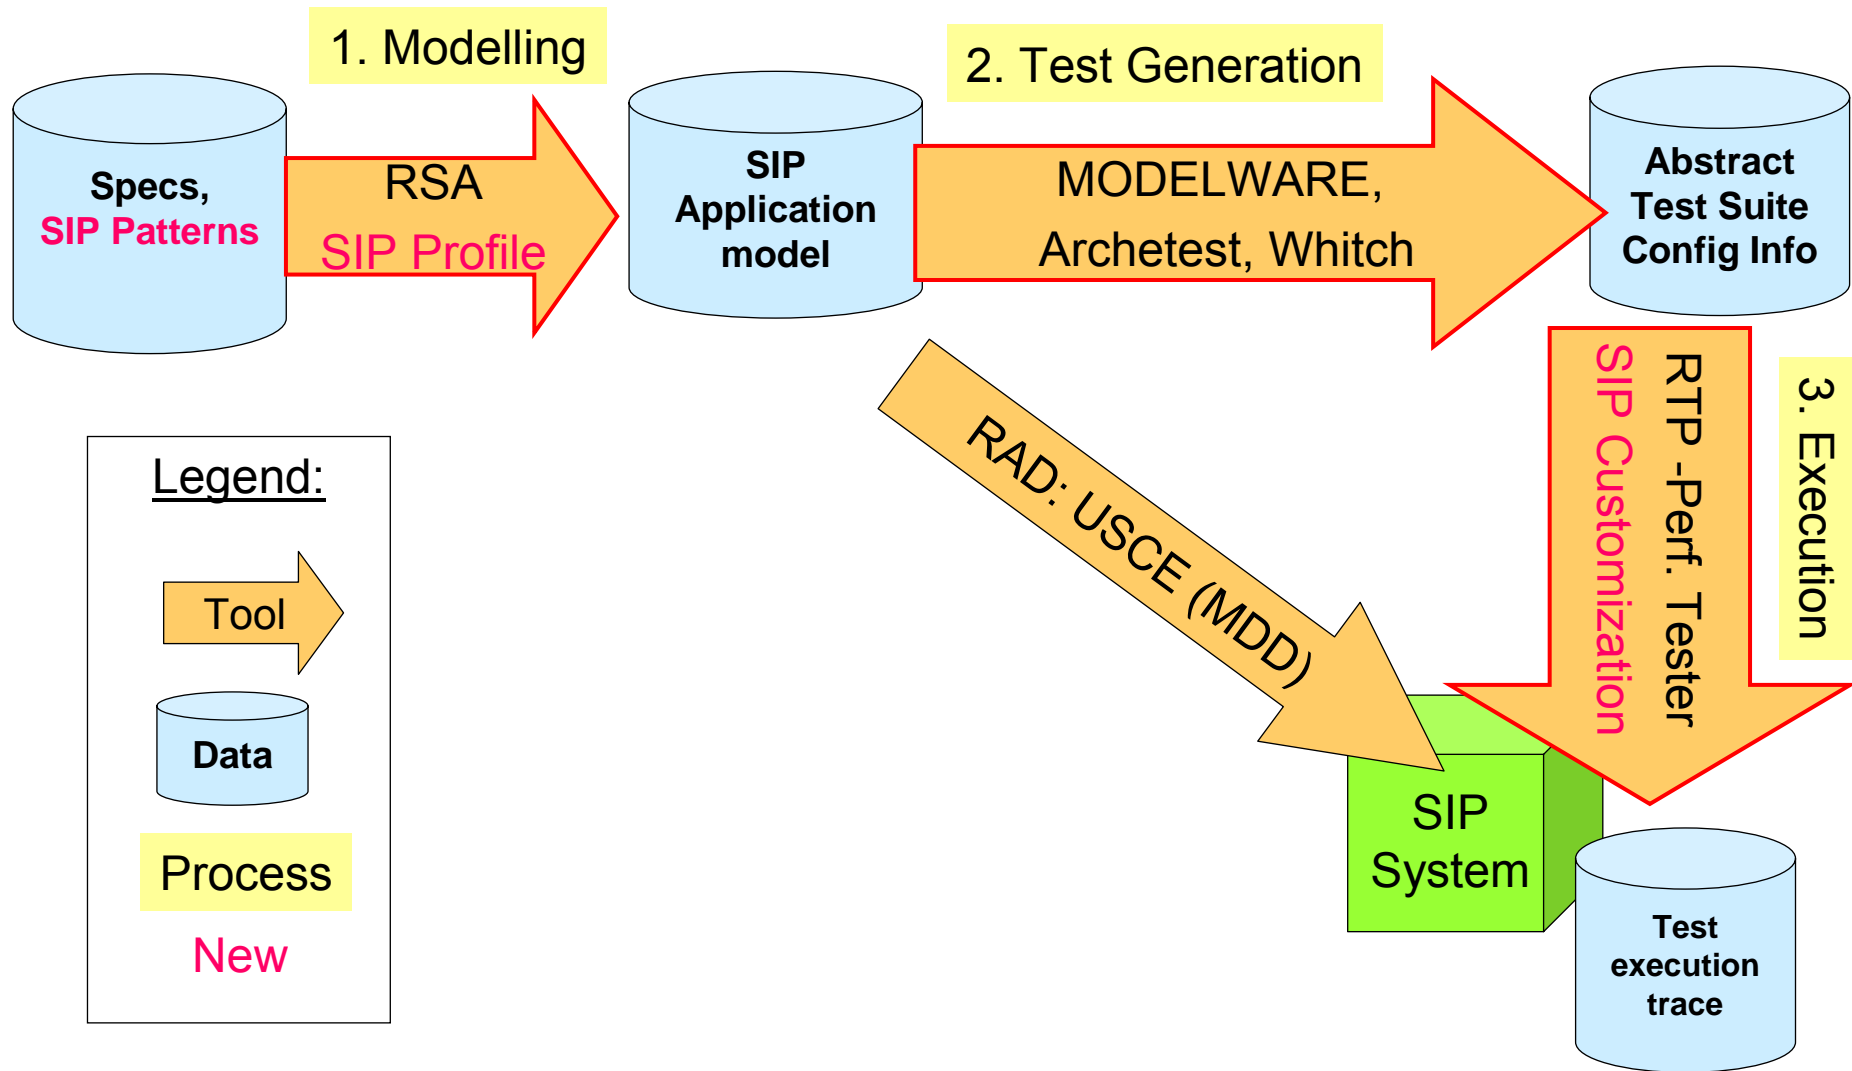 1. Modelling
2. Test Generation
Specs,
SIP Patterns
RSA
SIP Profile
SIP
Application
model
MODELWARE,
Archetest, Whitch
Abstract
Test Suite
Config Info
RTP -Perf. Tester
SIP Customization
3. Execution
RAD: USCE (MDD)
Legend:
Tool
Data
Process
New
SIP
System
Test
execution
trace